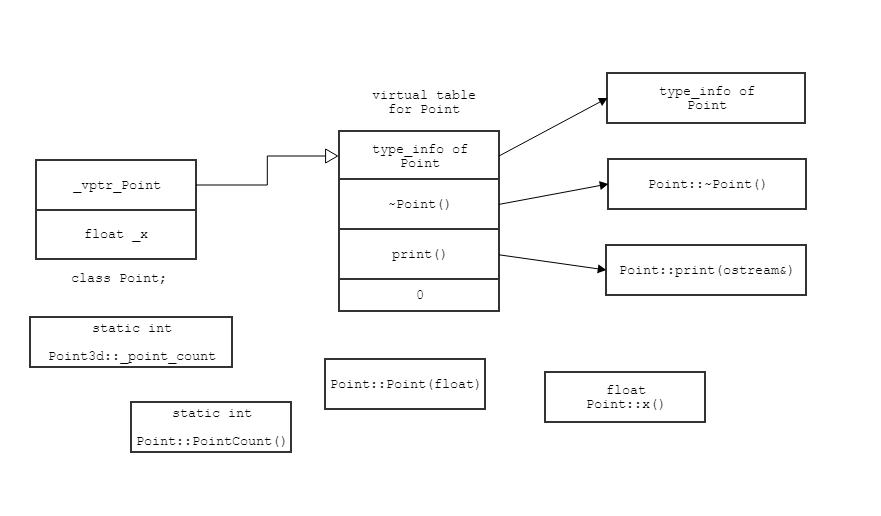 virtual table
for Point
type_info of
Point
type_info of
Point
_vptr_Point
~Point()
Point::~Point()
float _x
print()
Point::print(ostream&)
class Point;
0
static int
Point3d::_point_count
Point::Point(float)
float
Point::x()
static int
Point::PointCount()